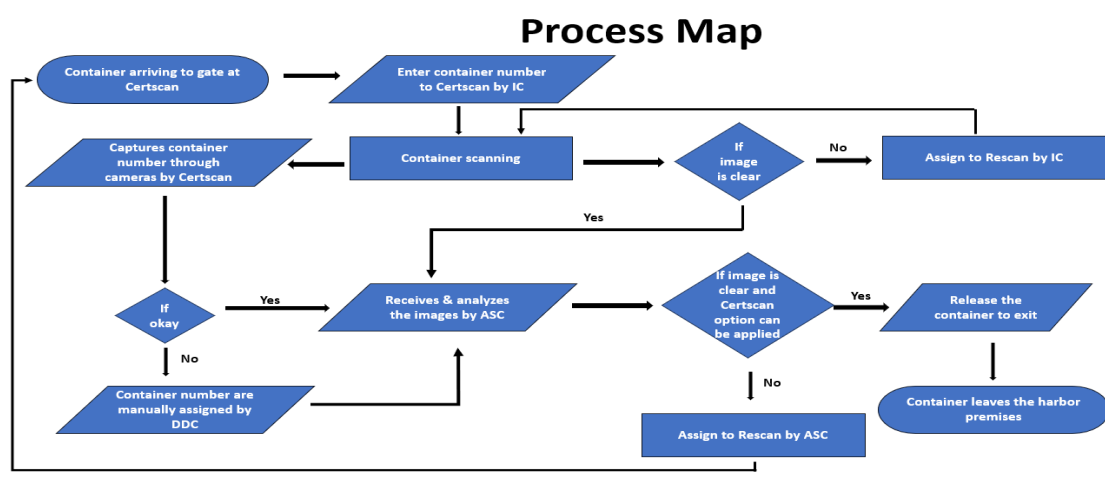 Process Map
Container arriving to gate at
Certscan
Enter container number
to Certscan by IC
Captures container
number through
cameras by Certscan
Container scanning
If
image
is clear
No
Assign to Rescan by IC
Yes
If
okay
Yes
No
Receives & analyzes
the images by ASC
If image is
clear and
Certscan
option can
be applied
Yes
Release the
container to exit
No
Container number are
manually assigned by
DDC
Assign to Rescan by ASC
Container leaves the harbor
premises